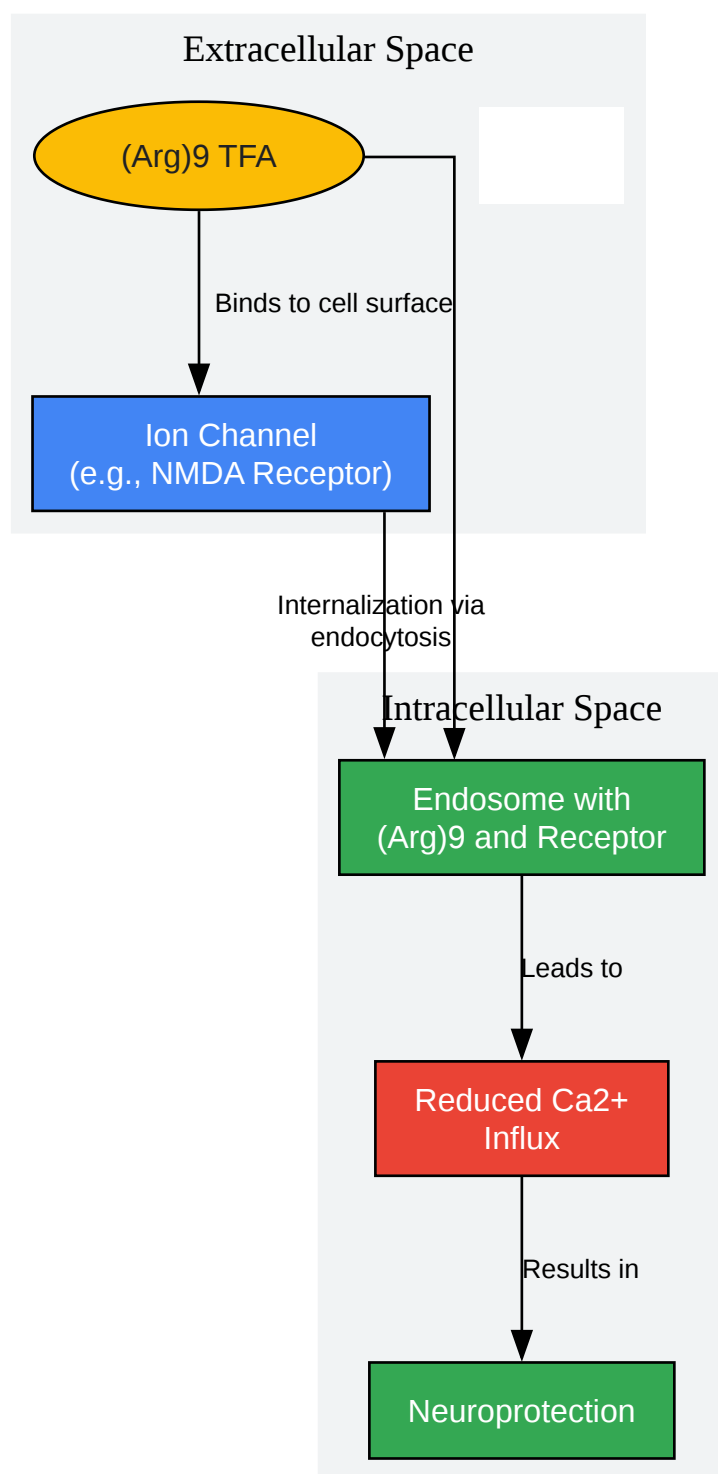 Extracellular Space
(Arg)9 TFA
Binds to cell surface
Ion Channel
(e.g., NMDA Receptor)
Internalization via
endocytosis
Intracellular Space
Endosome with
(Arg)9 and Receptor
Leads to
Reduced Ca2+
Influx
Results in
Neuroprotection